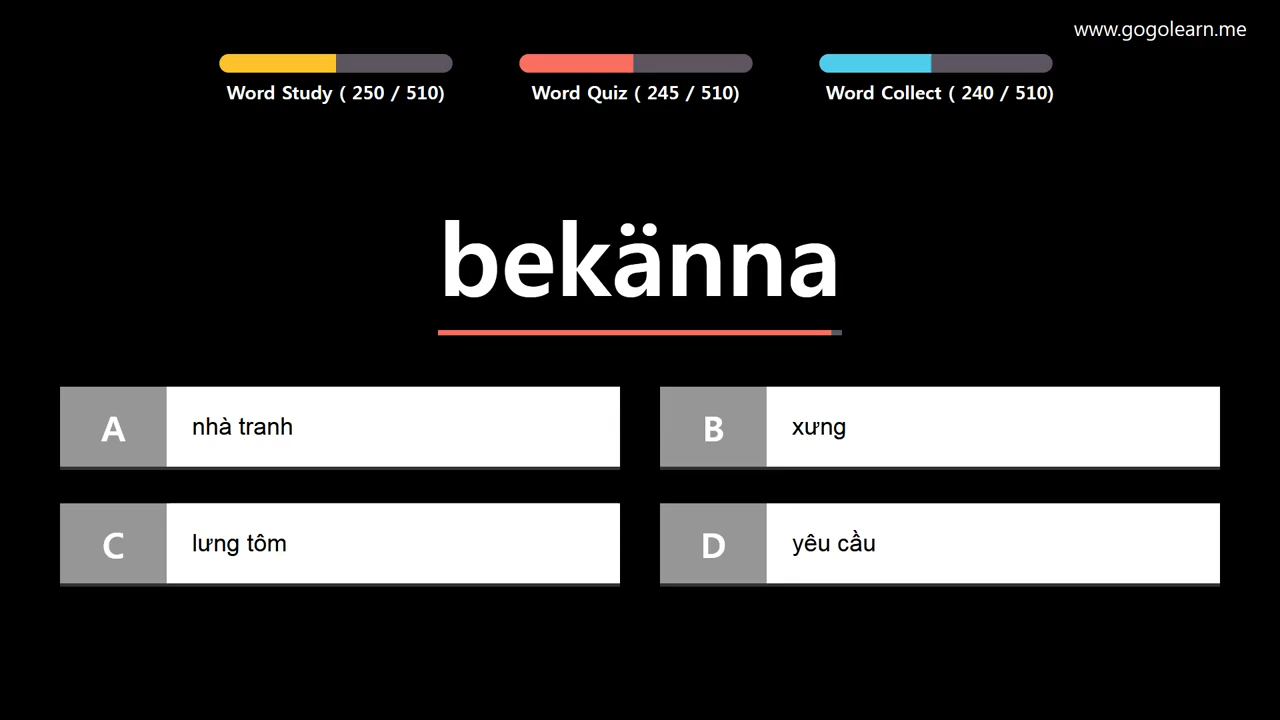 www.gogolearn.me
Word Study ( 250 / 510)
Word Quiz ( 245 / 510)
Word Collect ( 240 / 510)
bekänna
A nhà tranh
B xưng
C lưng tôm
D yêu cầu